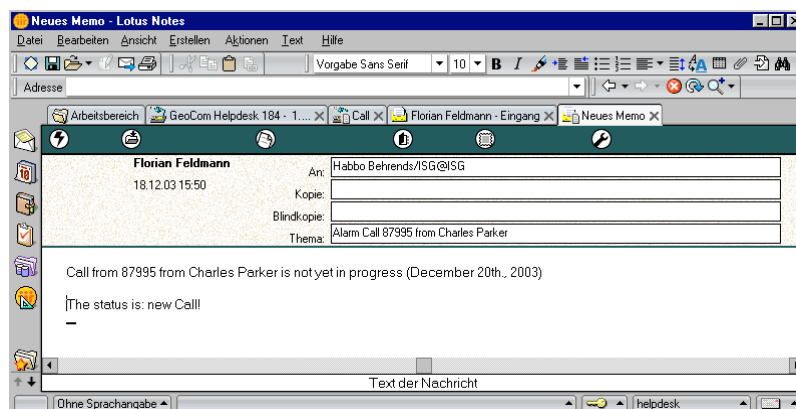 Neues Memo - Lotus Notes
Datei Bearbeiten Ansicht Erstellen Aktionen Text Hilfe
Vorgabe Sans Serif 10 B I
Adresse
Arbeitsbereich GeoCom Helpdesk 184 - 1.... Call Florian Feldmann - Eingang Neues Memo
Florian Feldmann
18.12.03 15:50
An: Habbo Behrends/ISG@ISG
Kopie:
Blindkopie:
Thema: Alarm Call 87995 from Charles Parker
Call from 87995 from Charles Parker is not yet in progress (December 20th., 2003)
The status is: new Call!
Text der Nachricht
Ohne Sprachangabe helpdesk